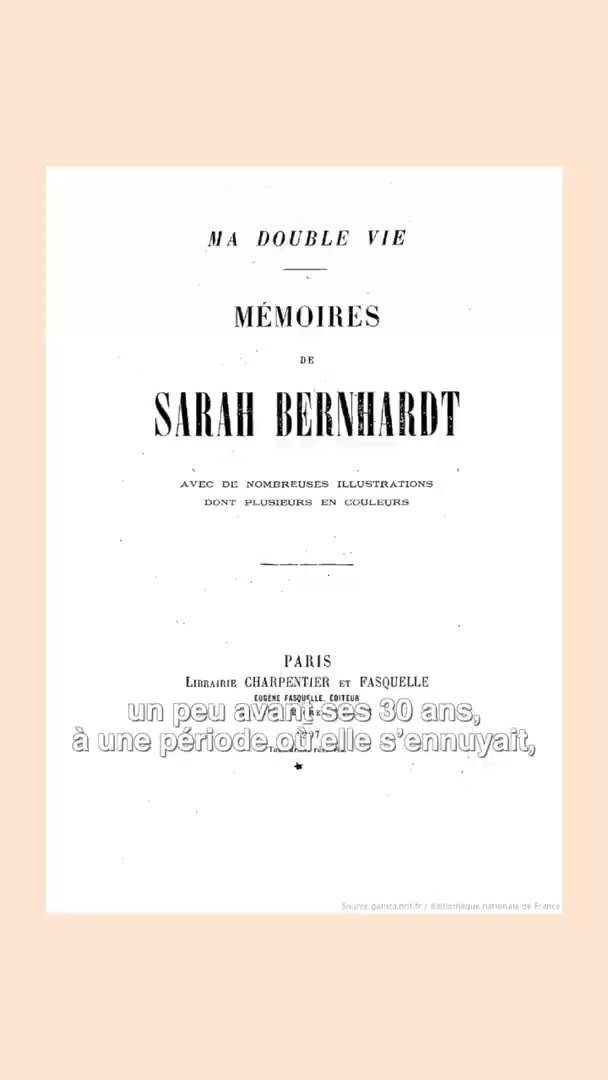 MA DOUBLE VIE
MÉMOIRES
DE
SARAH BERNHARDT
AVEC DE NOMBREUSES ILLUSTRATIONS
DONT PLUSIEURS EN COULEURS
PARIS
LIBRAIRIE CHARPENTIER ET FASQUELLE
EUGÈNE FASQUELLE, ÉDITEUR
un peu avant ses 30 ans,
à une période où elle s'ennuyait,
Source gallica.bnf.fr / Bibliothèque nationale de France